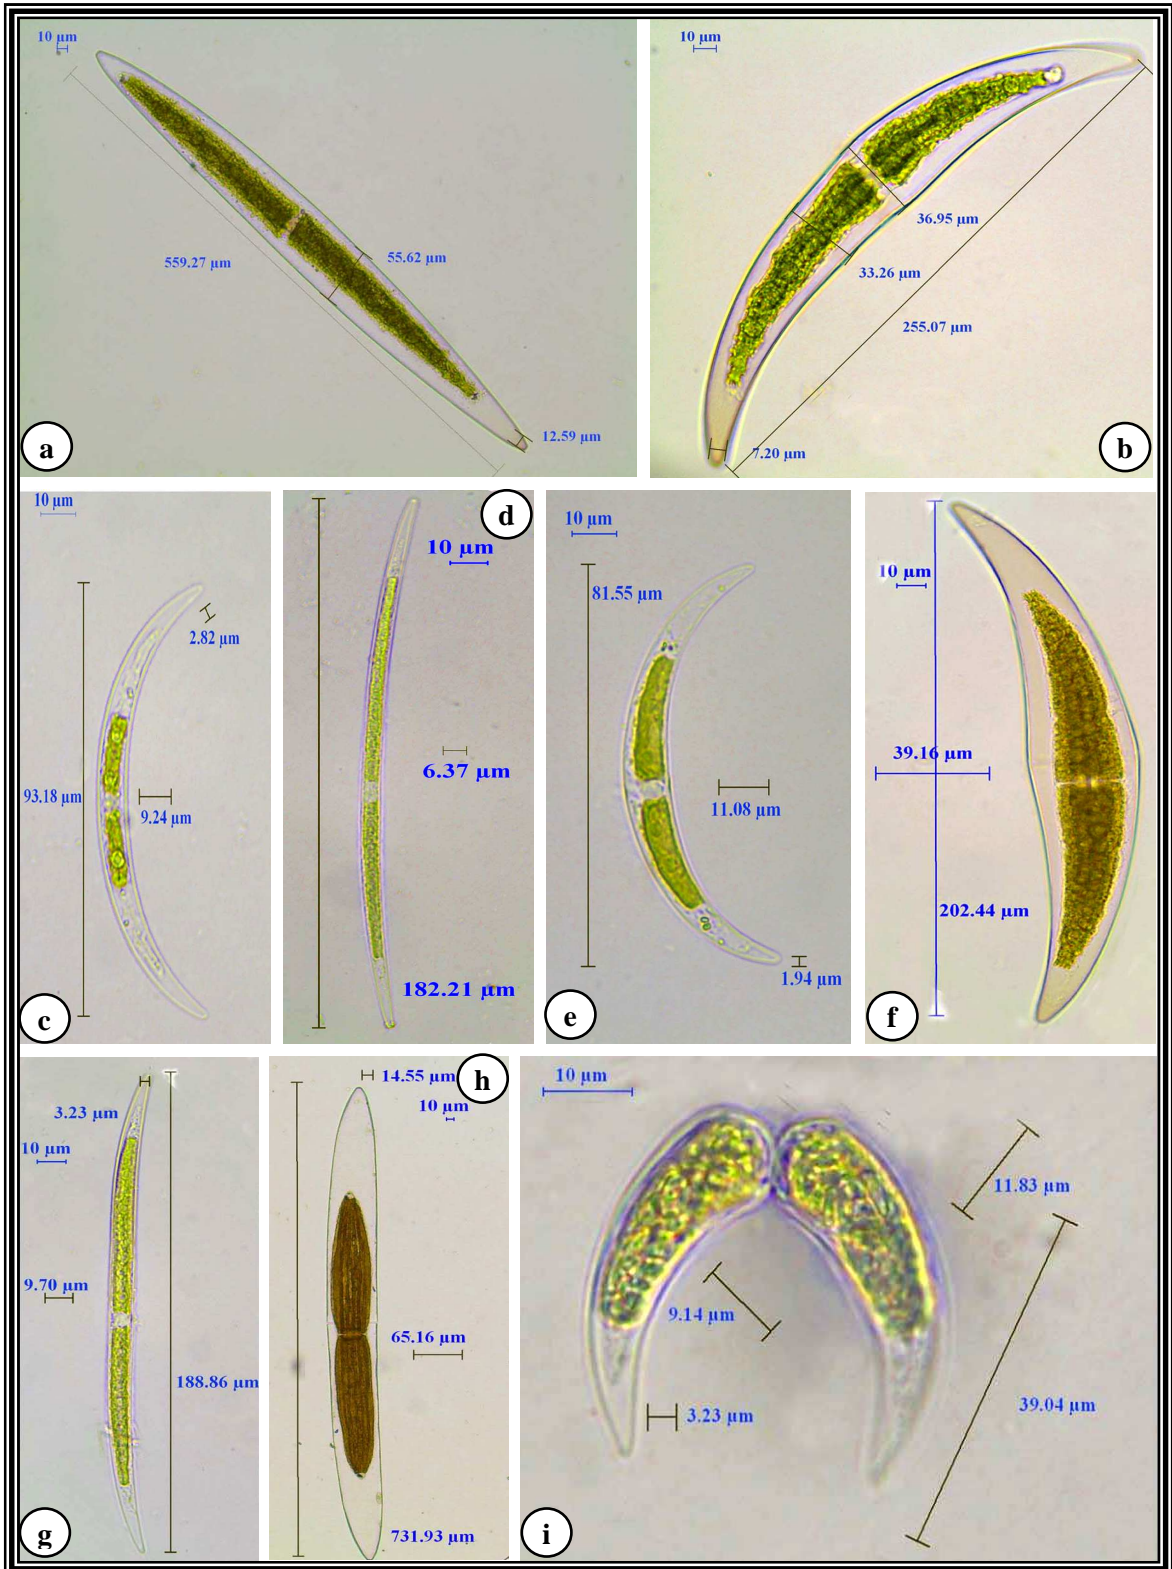 10 µm
559.27 µm
55.62 µm
12.59 µm
a
10 µm
36.95 µm
33.26 µm
255.07 µm
7.20 µm
b
10 µm
2.82 µm
93.18 µm
9.24 µm
c
d
10 µm
6.37 µm
182.21 µm
10 µm
81.55 µm
11.08 µm
1.94 µm
e
10 µm
39.16 µm
202.44 µm
f
3.23 µm
10 µm
9.70 µm
188.86 µm
g
14.55 µm
h
10 µm
65.16 µm
731.93 µm
10 µm
11.83 µm
9.14 µm
3.23 µm
39.04 µm
i